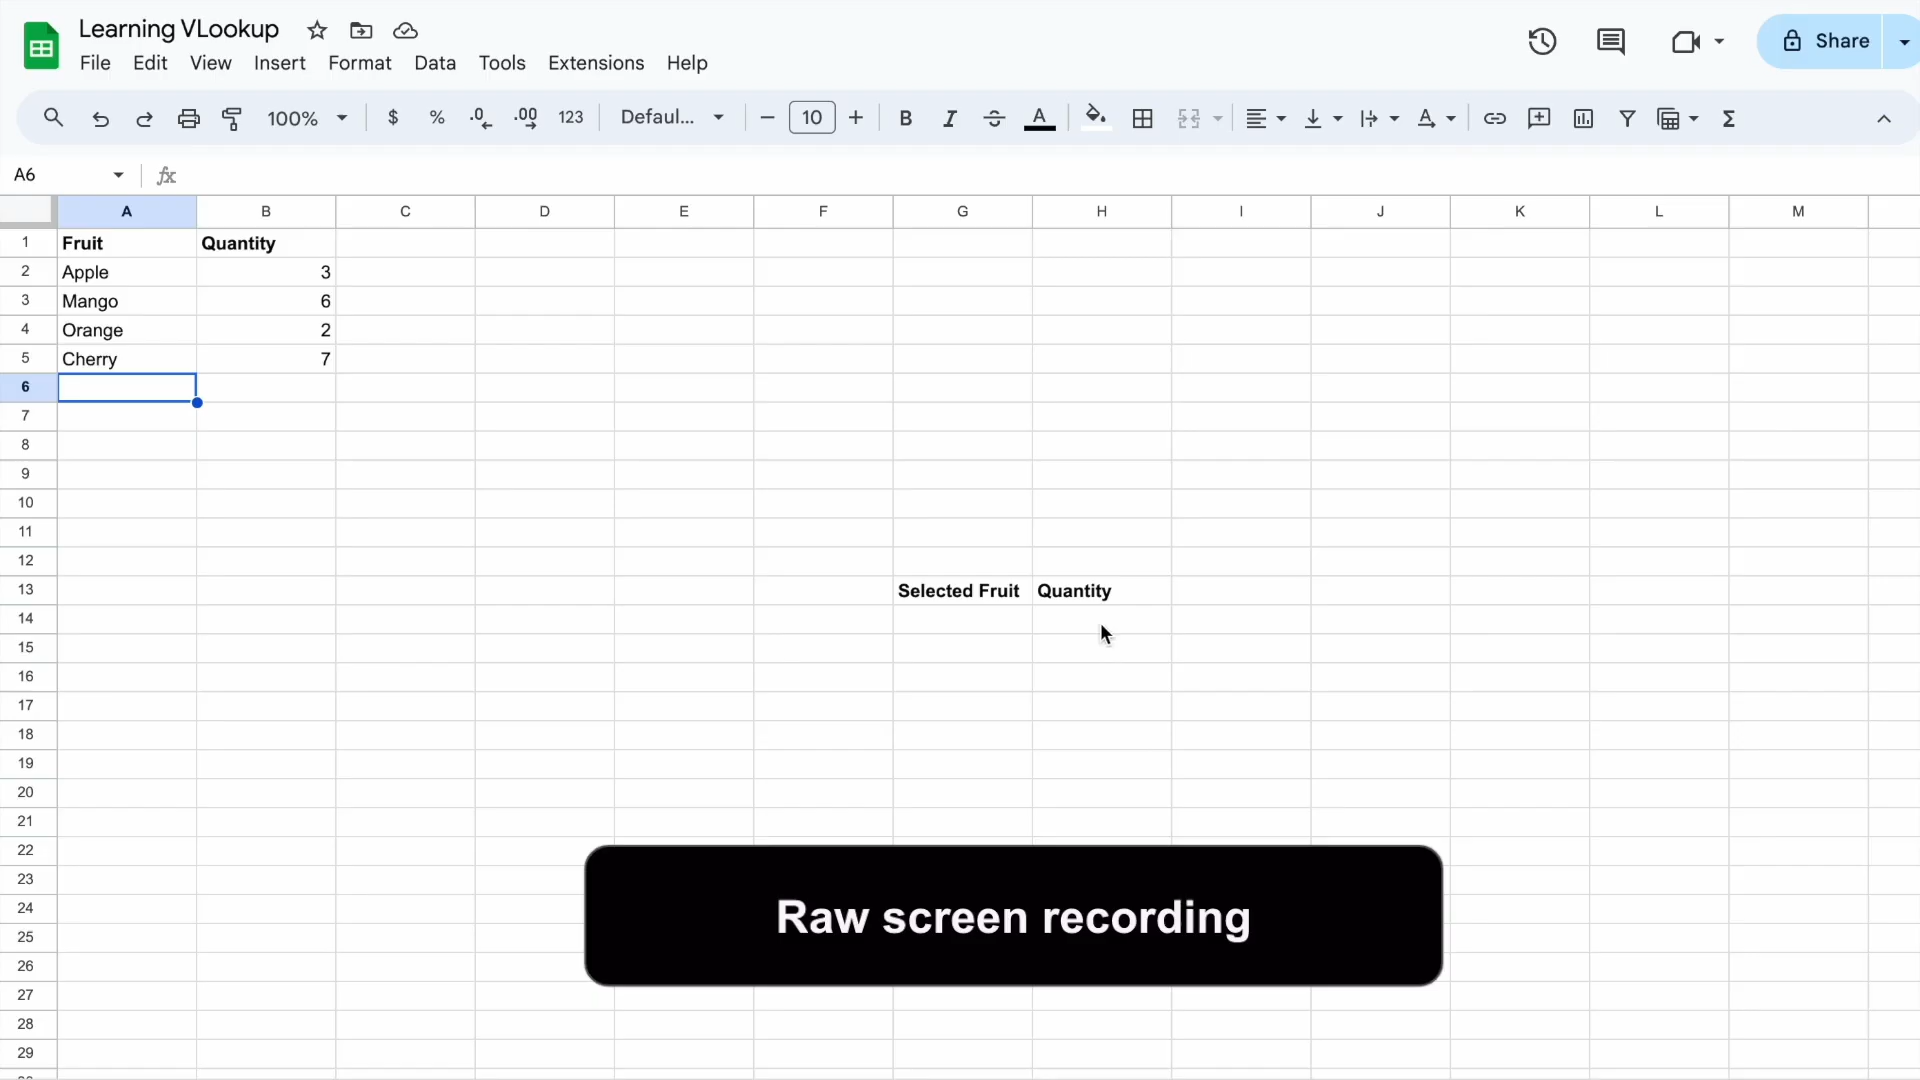 Learning VLookup
File Edit View Insert Format Data Tools Extensions Help
Share
100% $ % .0 .00 123 Defaul... 10 B I S A A Σ
A6 fx
A B C D E F G H I J K L M
1 Fruit Quantity
2 Apple 3
3 Mango 6
4 Orange 2
5 Cherry 7
6
7
8
9
10
11
12
13 Selected Fruit Quantity
14
15
16
17
18
19
20
21
22
23
24
25
26
27
28
29
Raw screen recording